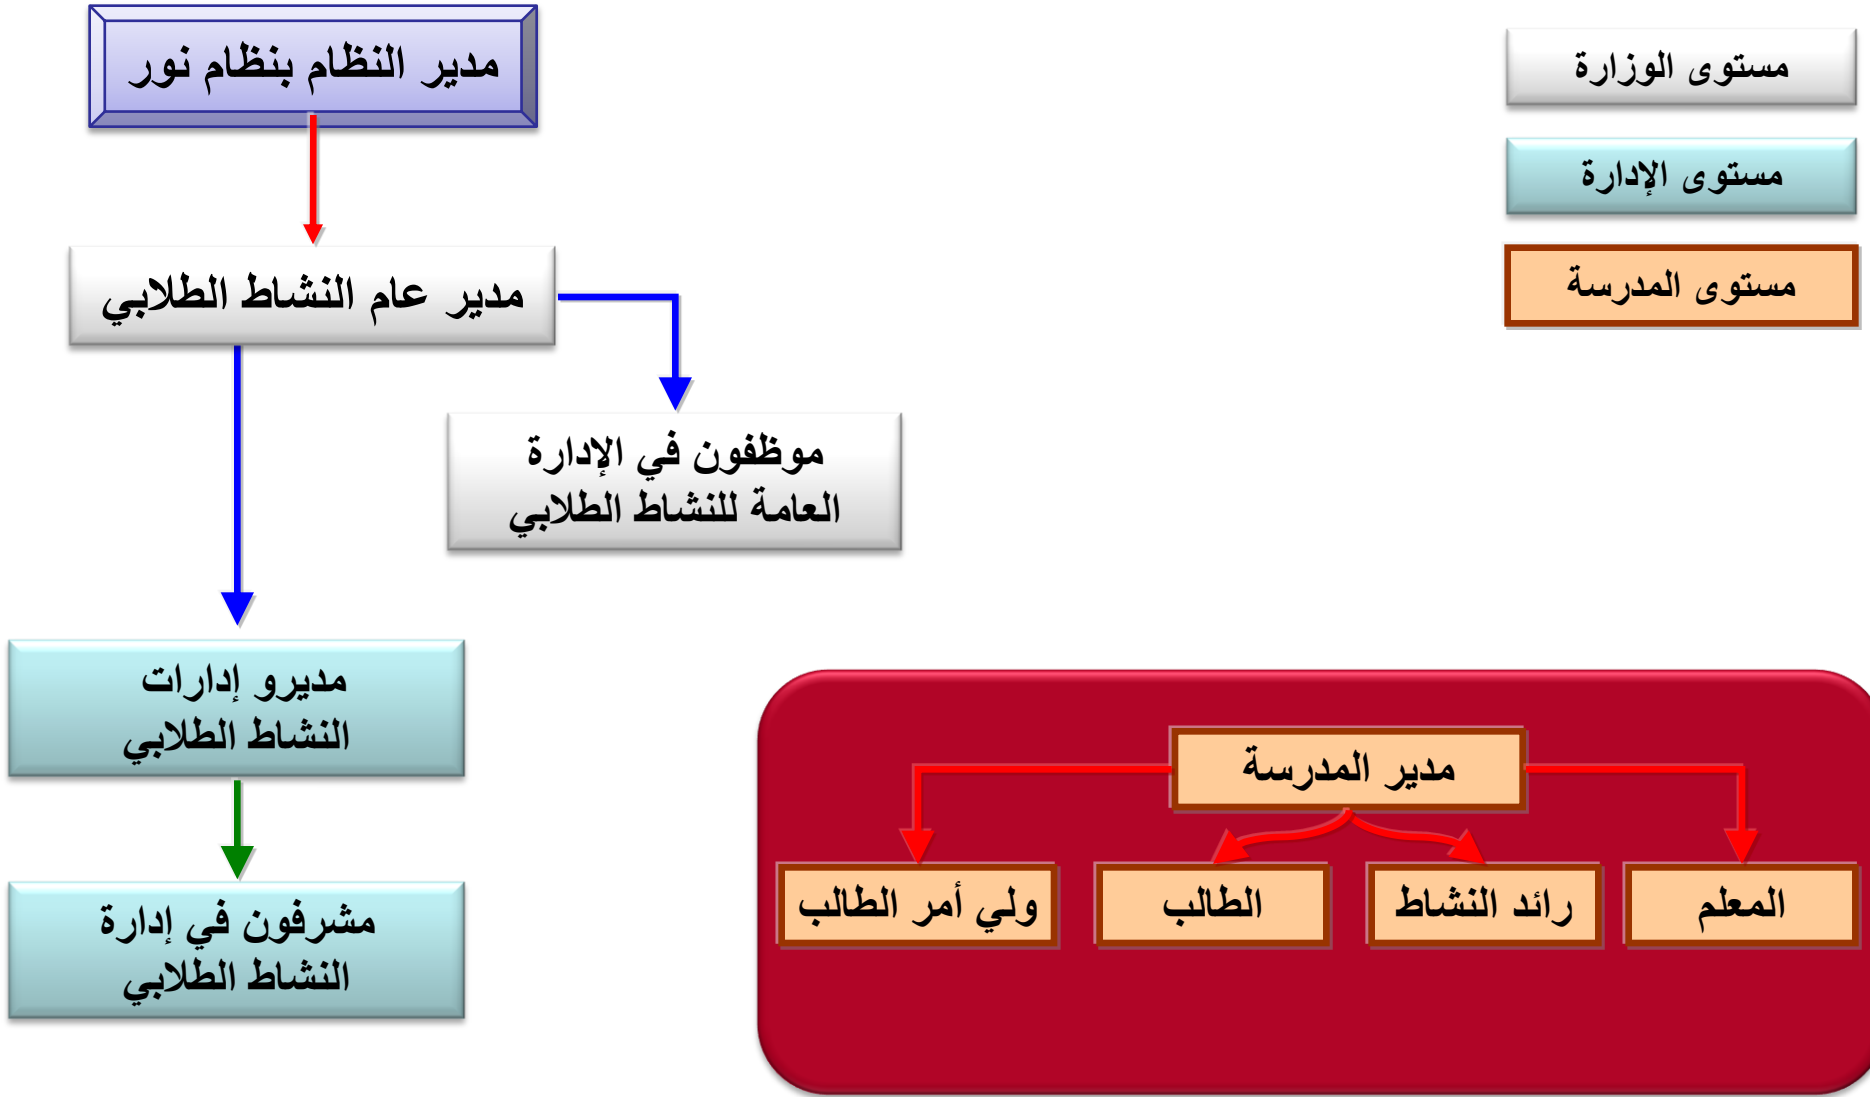 مدير النظام بنظام نور
مستوى الوزارة
مستوى الإدارة
مستوى المدرسة
مدير عام النشاط الطلابي
موظفون في الإدارة
العامة للنشاط الطلابي
مديرو إدارات
النشاط الطلابي
مشرفون في إدارة
النشاط الطلابي
مدير المدرسة
المعلم
رائد النشاط
الطالب
ولي أمر الطالب